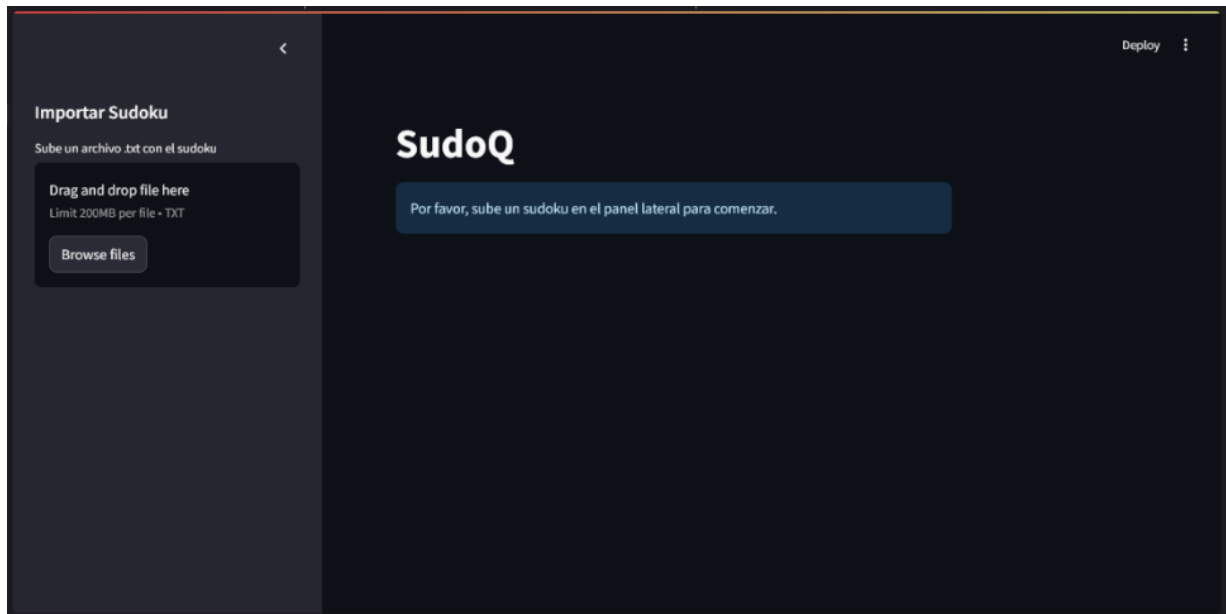 Importar Sudoku
Sube un archivo .txt con el sudoku
Drag and drop file here
Limit 200MB per file • TXT
Browse files
Deploy
SudoQ
Por favor, sube un sudoku en el panel lateral para comenzar.